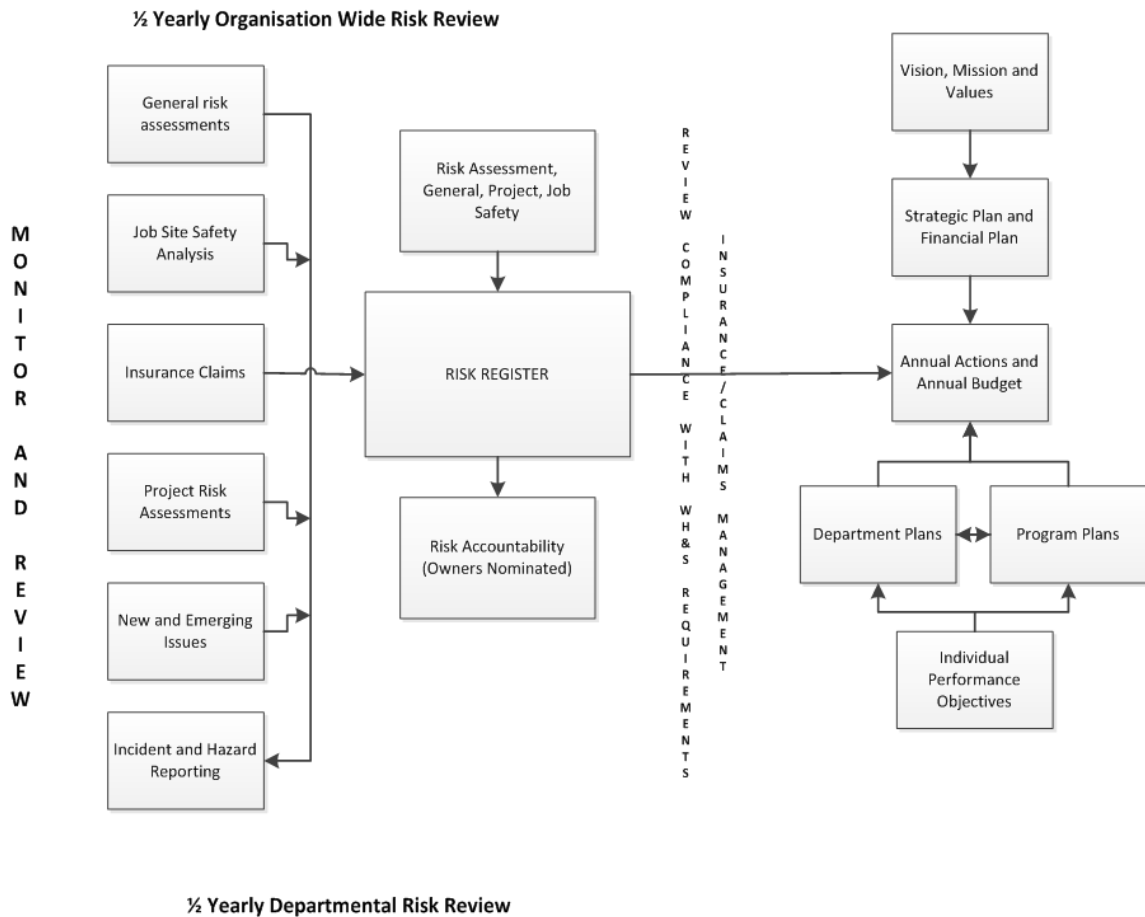 ½ Yearly Organisation Wide Risk Review
General risk
assessments
Job Site Safety
Analysis
Insurance Claims
Project Risk
Assessments
New and Emerging
Issues
Incident and Hazard
Reporting
MONITOR AND REVIEW
Risk Assessment,
General, Project, Job
Safety
RISK REGISTER
Risk Accountability
(Owners Nominated)
REVIEW COMPLIANCE WITH WH&S REQUIREMENTS
INSURANCE/CLAIMS MANAGEMENT
Vision, Mission and
Values
Strategic Plan and
Financial Plan
Annual Actions and
Annual Budget
Department Plans
Program Plans
Individual
Performance
Objectives
½ Yearly Departmental Risk Review